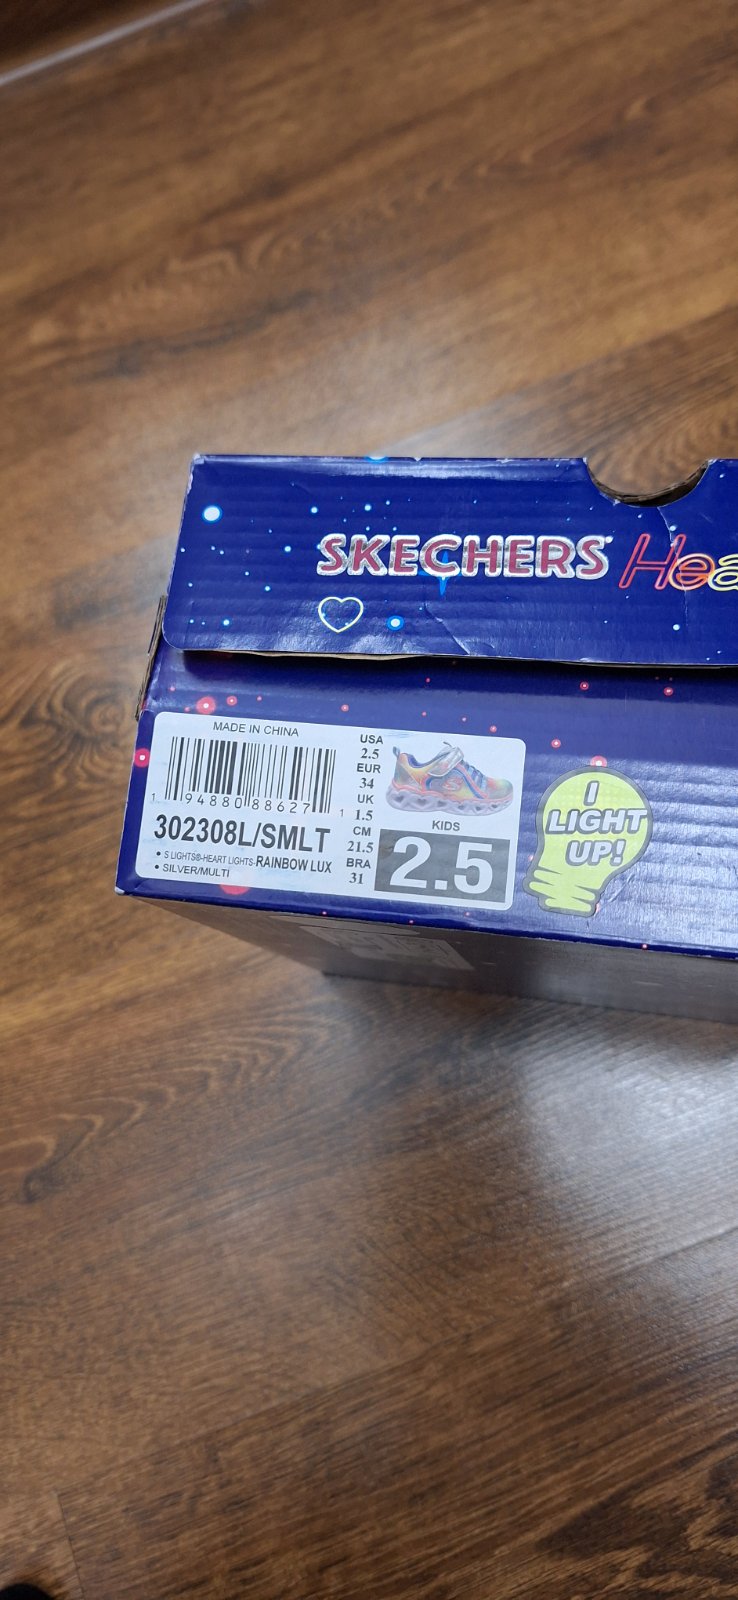 SKECHERS Hea
MADE IN CHINA
1 94880 88627 1
302308L/SMLT
• S LIGHTS®-HEART LIGHTS-RAINBOW LUX
• SILVER/MULTI
USA
2.5
EUR
34
UK
1.5
CM
21.5
BRA
31
KIDS
2.5
I
LIGHT
UP!